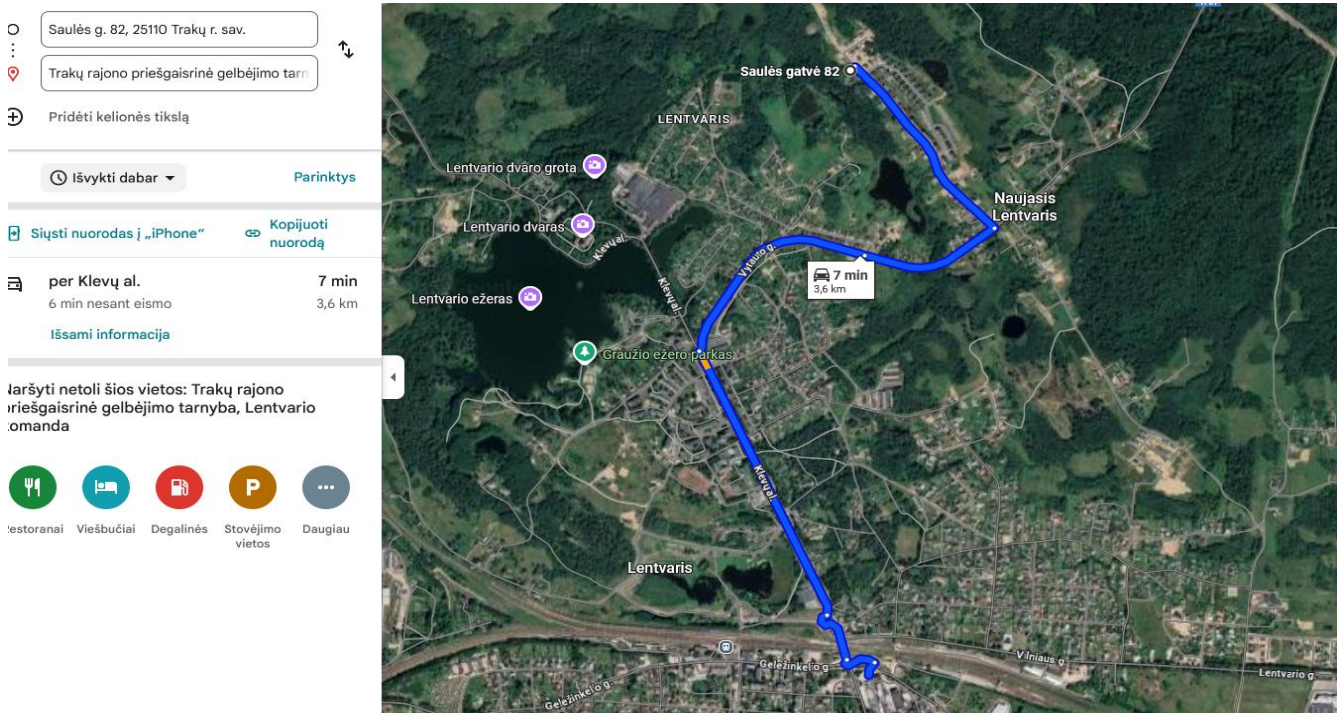 Saulės g. 82, 25110 Trakų r. sav.
Trakų rajono priešgaisrinė gelbėjimo tarn
Pridėti kelionės tikslą
Išvykti dabar
Parinktys
Siųsti nuorodas į „iPhone“
Kopijuoti
nuorodą
per Klevų al.
7 min
6 min nesant eismo
3,6 km
Išsami informacija
Naršyti netoli šios vietos: Trakų rajono
priešgaisrinė gelbėjimo tarnyba, Lentvario
komanda
P
Restoranai
Viešbučiai
Degalinės
Stovėjimo
vietos
Daugiau
Saulės gatvė 82
LENTVARIS
Lentvario dvaro grota
Naujasis
Lentvaris
Lentvario dvaras
Klevų al.
Vytauto g.
7 min
3,6 km
Klevų al.
Lentvario ežeras
Graužio ežero parkas
Klevų al.
Lentvaris
Vilniaus g.
Geležinkelio g.
Lentvario g.
Geležinkelio g.